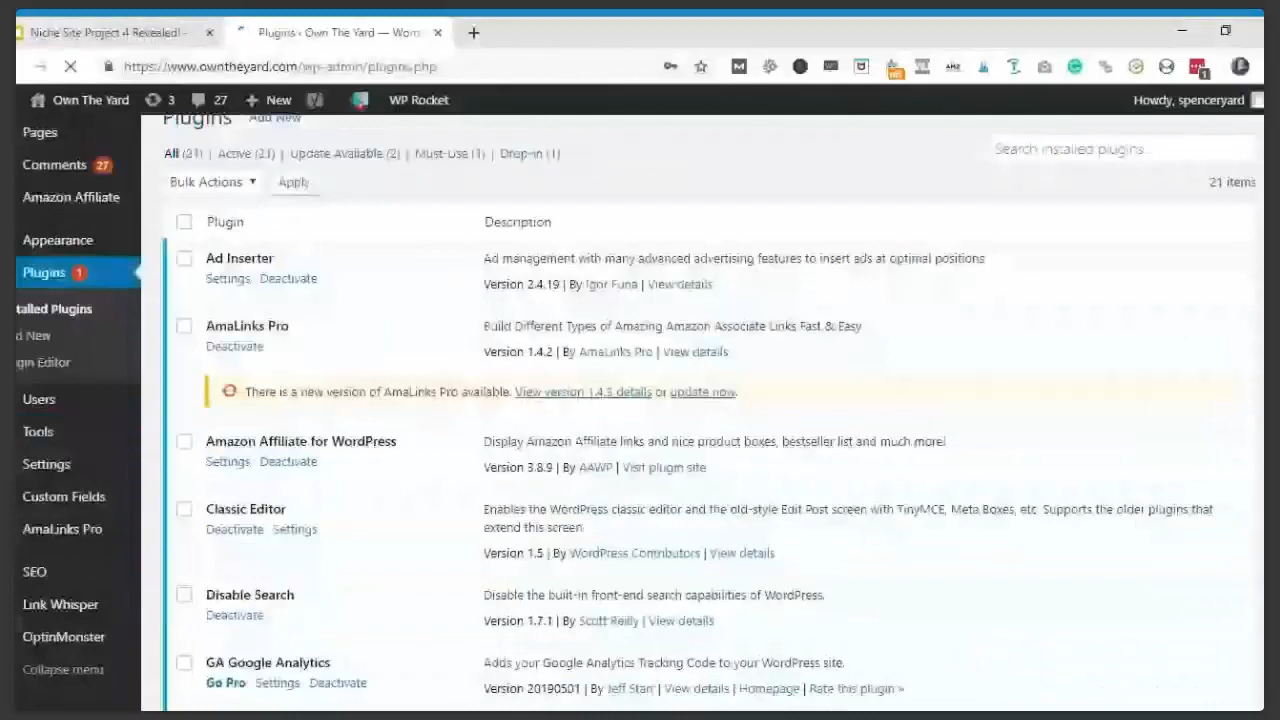 Niche Site Project 4 Revealed! -
Plugins ‹ Own The Yard — Wor
https://www.owntheyard.com/wp-admin/plugins.php
Own The Yard 3 27 New WP Rocket Howdy, spenceryard
Pages
Comments 27
Amazon Affiliate
Appearance
Plugins 1
talled Plugins
d New
gin Editor
Users
Tools
Settings
Custom Fields
AmaLinks Pro
SEO
Link Whisper
OptinMonster
Collapse menu
Plugins Add New
All (21) | Active (21) | Update Available (2) | Must-Use (1) | Drop-in (1)
Search installed plugins...
Bulk Actions Apply
21 items
Plugin Description
Ad Inserter
Settings Deactivate
Ad management with many advanced advertising features to insert ads at optimal positions
Version 2.4.19 | By Igor Funa | View details
AmaLinks Pro
Deactivate
Build Different Types of Amazing Amazon Associate Links Fast & Easy
Version 1.4.2 | By AmaLinks Pro | View details
There is a new version of AmaLinks Pro available. View version 1.4.3 details or update now.
Amazon Affiliate for WordPress
Settings Deactivate
Display Amazon Affiliate links and nice product boxes, bestseller list and much more!
Version 3.8.9 | By AAWP | Visit plugin site
Classic Editor
Deactivate Settings
Enables the WordPress classic editor and the old-style Edit Post screen with TinyMCE, Meta Boxes, etc. Supports the older plugins that
extend this screen.
Version 1.5 | By WordPress Contributors | View details
Disable Search
Deactivate
Disable the built-in front-end search capabilities of WordPress.
Version 1.7.1 | By Scott Reilly | View details
GA Google Analytics
Go Pro Settings Deactivate
Adds your Google Analytics Tracking Code to your WordPress site.
Version 20190501 | By Jeff Starr | View details | Homepage | Rate this plugin »